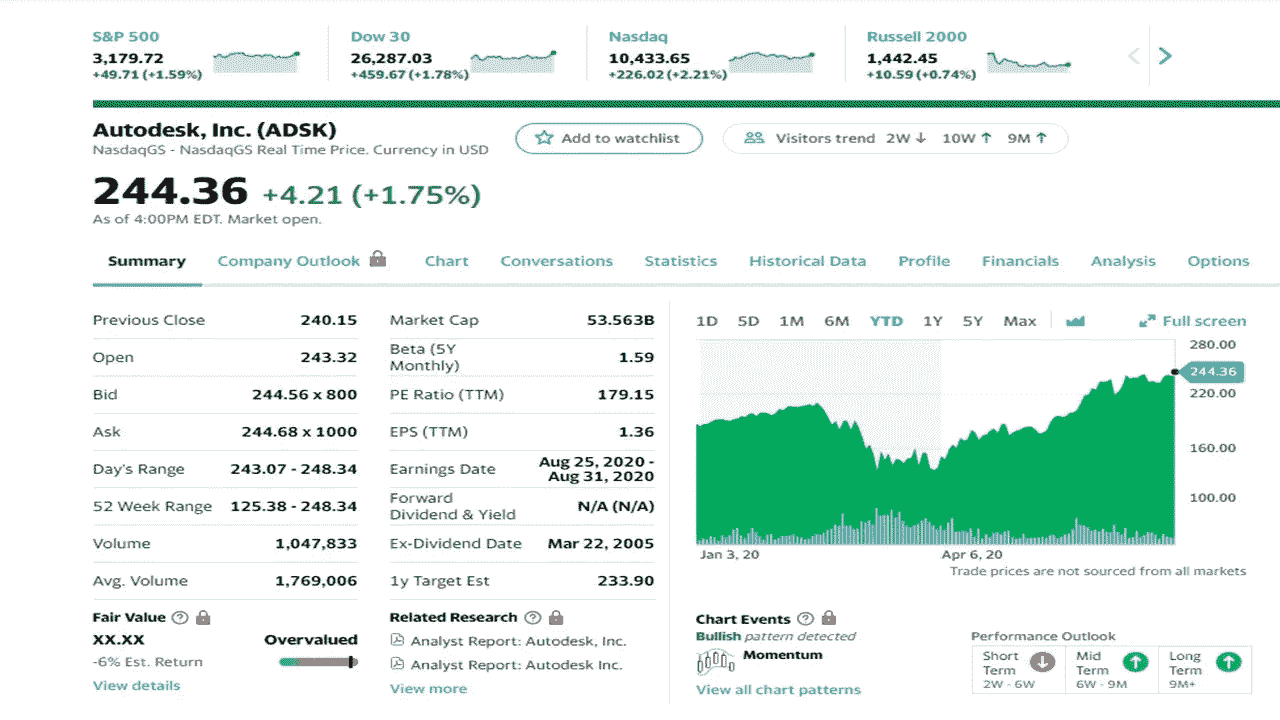 S&P 500
3,179.72
+49.71 (+1.59%)
Dow 30
26,287.03
+459.67 (+1.78%)
Nasdaq
10,433.65
+226.02 (+2.21%)
Russell 2000
1,442.45
+10.59 (+0.74%)
Autodesk, Inc. (ADSK)
NasdaqGS - NasdaqGS Real Time Price. Currency in USD
Add to watchlist
Visitors trend 2W ↓ 10W ↑ 9M ↑
244.36 +4.21 (+1.75%)
As of 4:00PM EDT. Market open.
Summary Company Outlook Chart Conversations Statistics Historical Data Profile Financials Analysis Options
Previous Close 240.15
Open 243.32
Bid 244.56 x 800
Ask 244.68 x 1000
Day's Range 243.07 - 248.34
52 Week Range 125.38 - 248.34
Volume 1,047,833
Avg. Volume 1,769,006
Market Cap 53.563B
Beta (5Y
Monthly) 1.59
PE Ratio (TTM) 179.15
EPS (TTM) 1.36
Earnings Date Aug 25, 2020 -
Aug 31, 2020
Forward
Dividend & Yield N/A (N/A)
Ex-Dividend Date Mar 22, 2005
1y Target Est 233.90
1D 5D 1M 6M YTD 1Y 5Y Max Full screen
280.00
244.36
220.00
160.00
100.00
Jan 3, 20 Apr 6, 20
Trade prices are not sourced from all markets
Fair Value
XX.XX Overvalued
-6% Est. Return
View details
Related Research
Analyst Report: Autodesk, Inc.
Analyst Report: Autodesk Inc.
View more
Chart Events
Bullish pattern detected
Momentum
View all chart patterns
Performance Outlook
Short
Term
2W - 6W
Mid
Term
6W - 9M
Long
Term
9M+